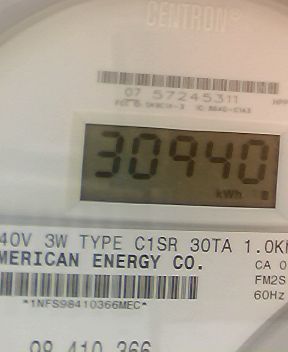 CENTRON®
07 57245311
30940
kWh
40V 3W TYPE C1SR 30TA 1.0K
MERICAN ENERGY CO.
CA 0
FM2S
60Hz
*1NFS98410366MEC*
98 410 366